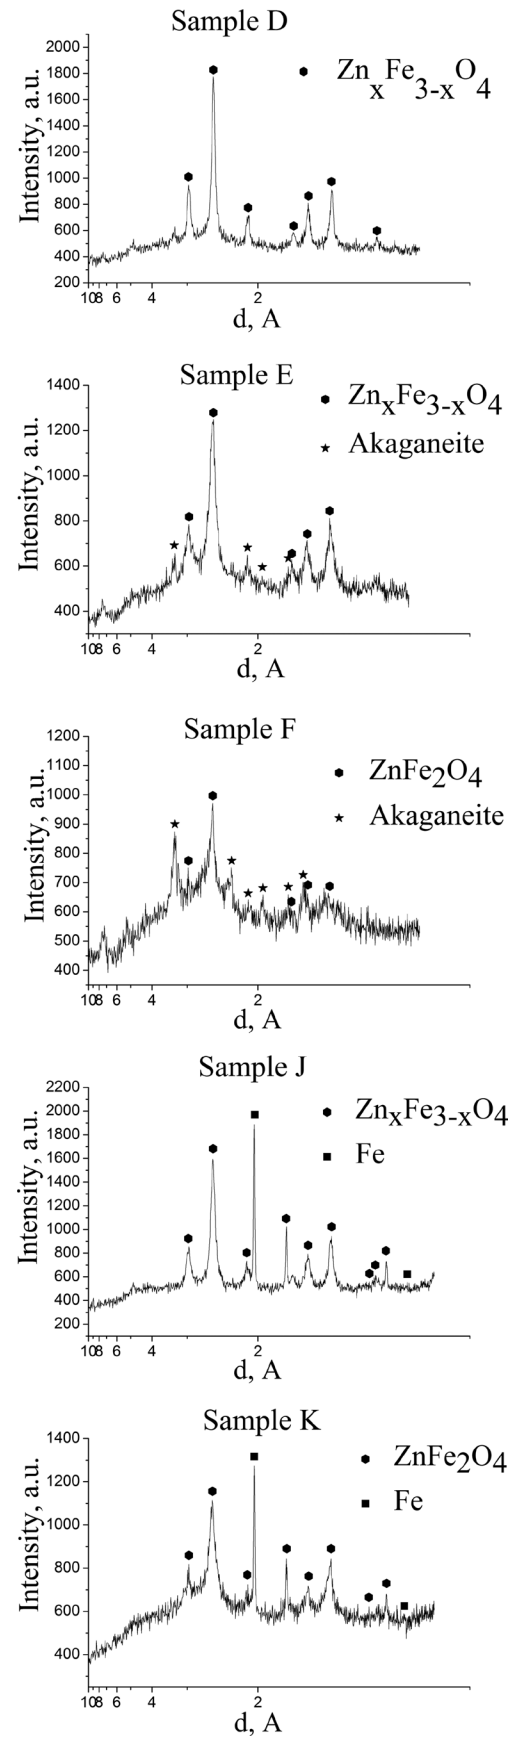 Sample D
Zn
x
Fe
3-x
O
4
2000
1800
1600
1400
1200
1000
800
600
400
200
Intensity, a.u.
10 8 6 4 2
d, A
Sample E
ZnxFe3-xO4
Akaganeite
1400
1200
1000
800
600
400
Intensity, a.u.
10 8 6 4 2
d, A
Sample F
ZnFe2O4
Akaganeite
1200
1100
1000
900
800
700
600
500
400
Intensity, a.u.
10 8 6 4 2
d, A
Sample J
ZnxFe3-xO4
Fe
2200
2000
1800
1600
1400
1200
1000
800
600
400
200
Intensity, a.u.
10 8 6 4 2
d, A
Sample K
ZnFe2O4
Fe
1400
1200
1000
800
600
400
Intensity, a.u.
10 8 6 4 2
d, A